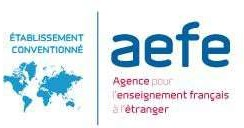 ÉTABLISSEMENT
CONVENTIONNÉ
aefe
Agence pour
l'enseignement français
à l'étranger